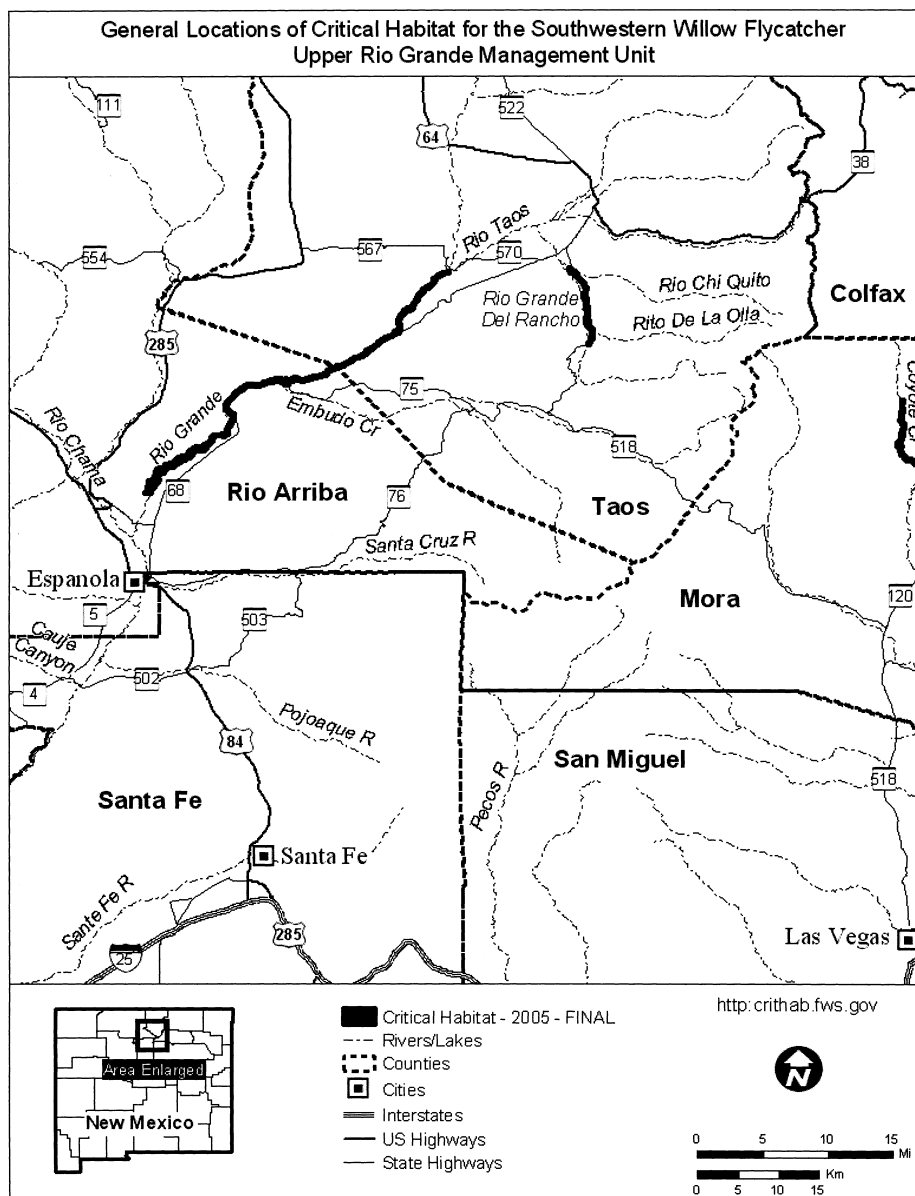 General Locations of Critical Habitat for the Southwestern Willow Flycatcher
Upper Rio Grande Management Unit
111
522
64
38
Rio Taos
554
567
570
Rio Chi Quito
Colfax
Rio Grande
Del Rancho
Rito De La Olla
285
75
Coyote Cr
Rio Grande
Embudo Cr
Rio Chama
518
68
Rio Arriba
76
Taos
Santa Cruz R
Espanola
Mora
120
5
503
Cauje
Canyon
502
4
Pojoaque R
84
San Miguel
518
Pecos R
Santa Fe
Santa Fe
Sante Fe R
285
25
Las Vegas
http:crithab.fws.gov
Critical Habitat - 2005 - FINAL
Rivers/Lakes
Counties
Cities
Interstates
US Highways
State Highways
Area Enlarged
New Mexico
N
0 5 10 15
Mi
Km
0 5 10 15